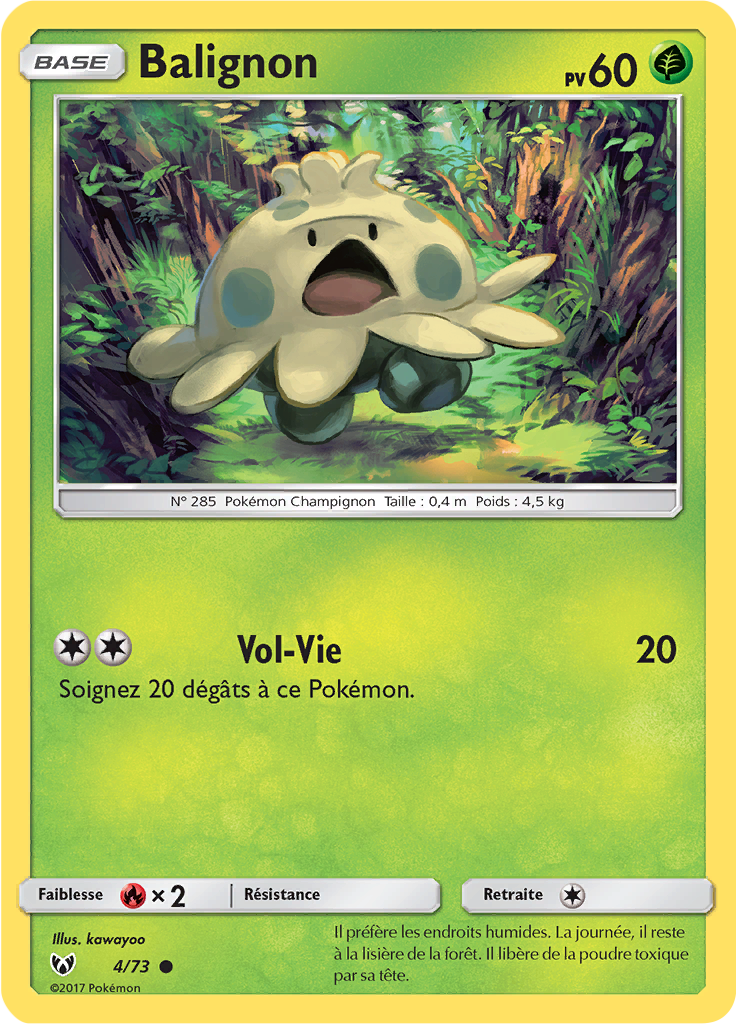 BASE Balignon PV 60
N° 285 Pokémon Champignon Taille : 0,4 m Poids : 4,5 kg
Vol-Vie 20
Soignez 20 dégâts à ce Pokémon.
Faiblesse × 2 Résistance Retraite
Illus. kawayoo
4/73
©2017 Pokémon
Il préfère les endroits humides. La journée, il reste
à la lisière de la forêt. Il libère de la poudre toxique
par sa tête.